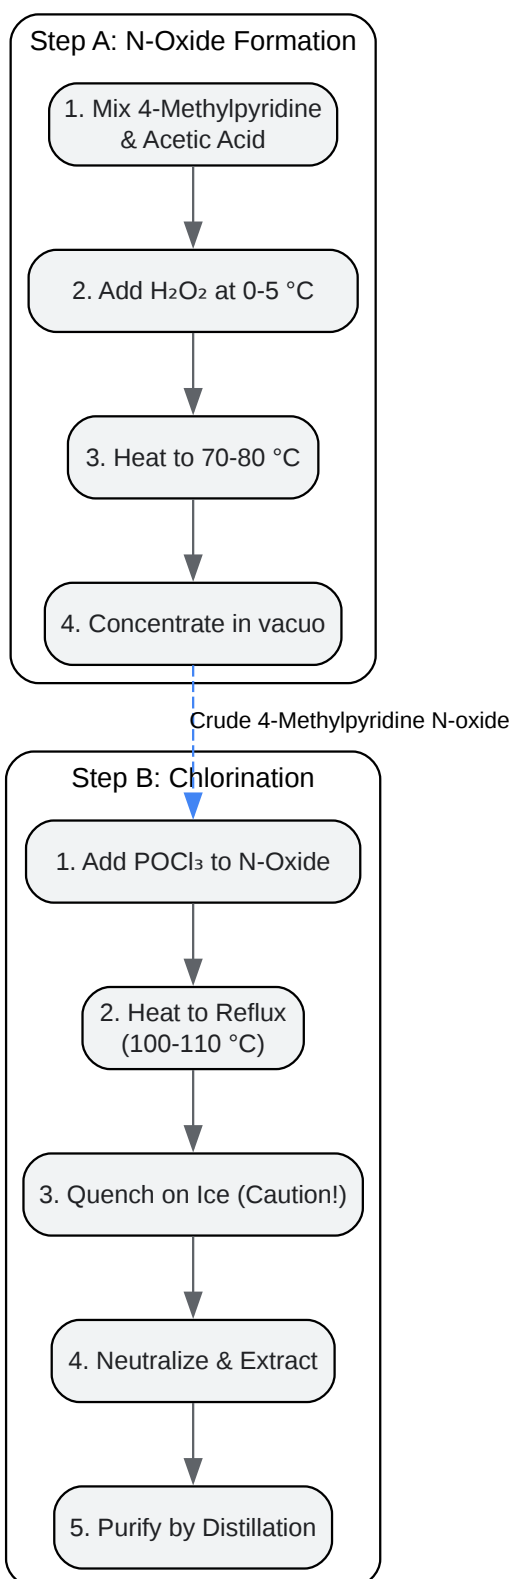 Step A: N-Oxide Formation
1. Mix 4-Methylpyridine
& Acetic Acid
2. Add H₂O₂ at 0-5 °C
3. Heat to 70-80 °C
4. Concentrate in vacuo
Crude 4-Methylpyridine N-oxide
Step B: Chlorination
1. Add POCl₃ to N-Oxide
2. Heat to Reflux
(100-110 °C)
3. Quench on Ice (Caution!)
4. Neutralize & Extract
5. Purify by Distillation